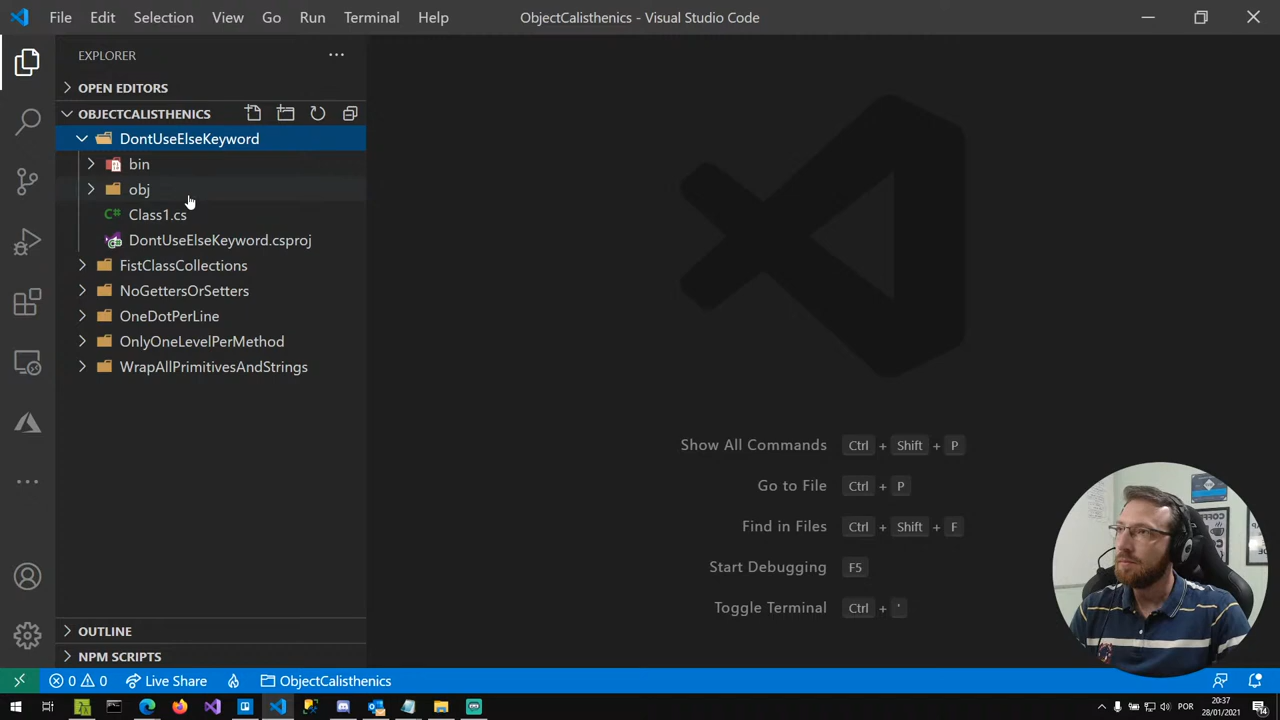 File Edit Selection View Go Run Terminal Help ObjectCalisthenics - Visual Studio Code
EXPLORER
OPEN EDITORS
OBJECTCALISTHENICS
DontUseElseKeyword
bin
obj
Class1.cs
DontUseElseKeyword.csproj
FistClassCollections
NoGettersOrSetters
OneDotPerLine
OnlyOneLevelPerMethod
WrapAllPrimitivesAndStrings
Show All Commands Ctrl + Shift + P
Go to File Ctrl + P
Find in Files Ctrl + Shift + F
Start Debugging F5
Toggle Terminal Ctrl + '
OUTLINE
NPM SCRIPTS
0 0 Live Share ObjectCalisthenics
POR 20:37
28/01/2021 14